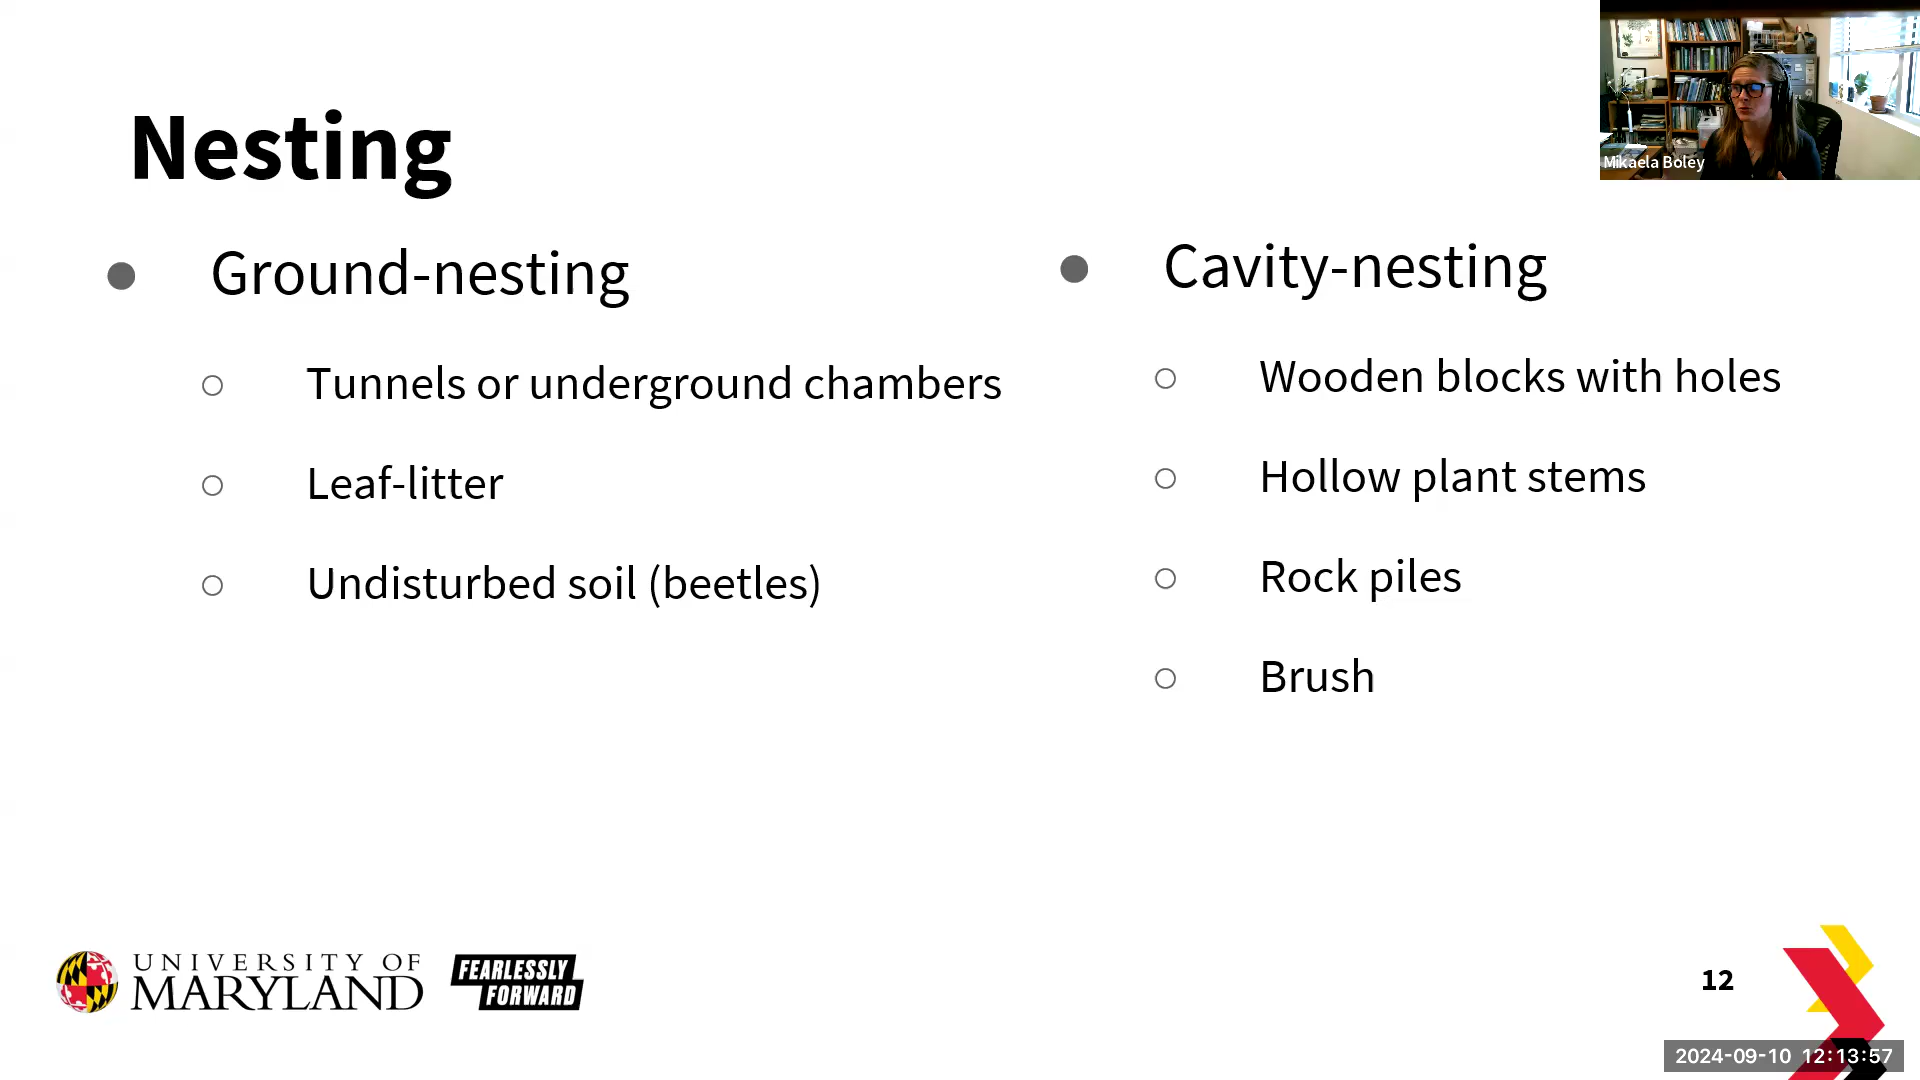 Nesting
Ground-nesting
Tunnels or underground chambers
Leaf-litter
Undisturbed soil (beetles)
Cavity-nesting
Wooden blocks with holes
Hollow plant stems
Rock piles
Brush
Mikaela Boley
UNIVERSITY OF
MARYLAND
FEARLESSLY
FORWARD
12
2024-09-10 12:13:57